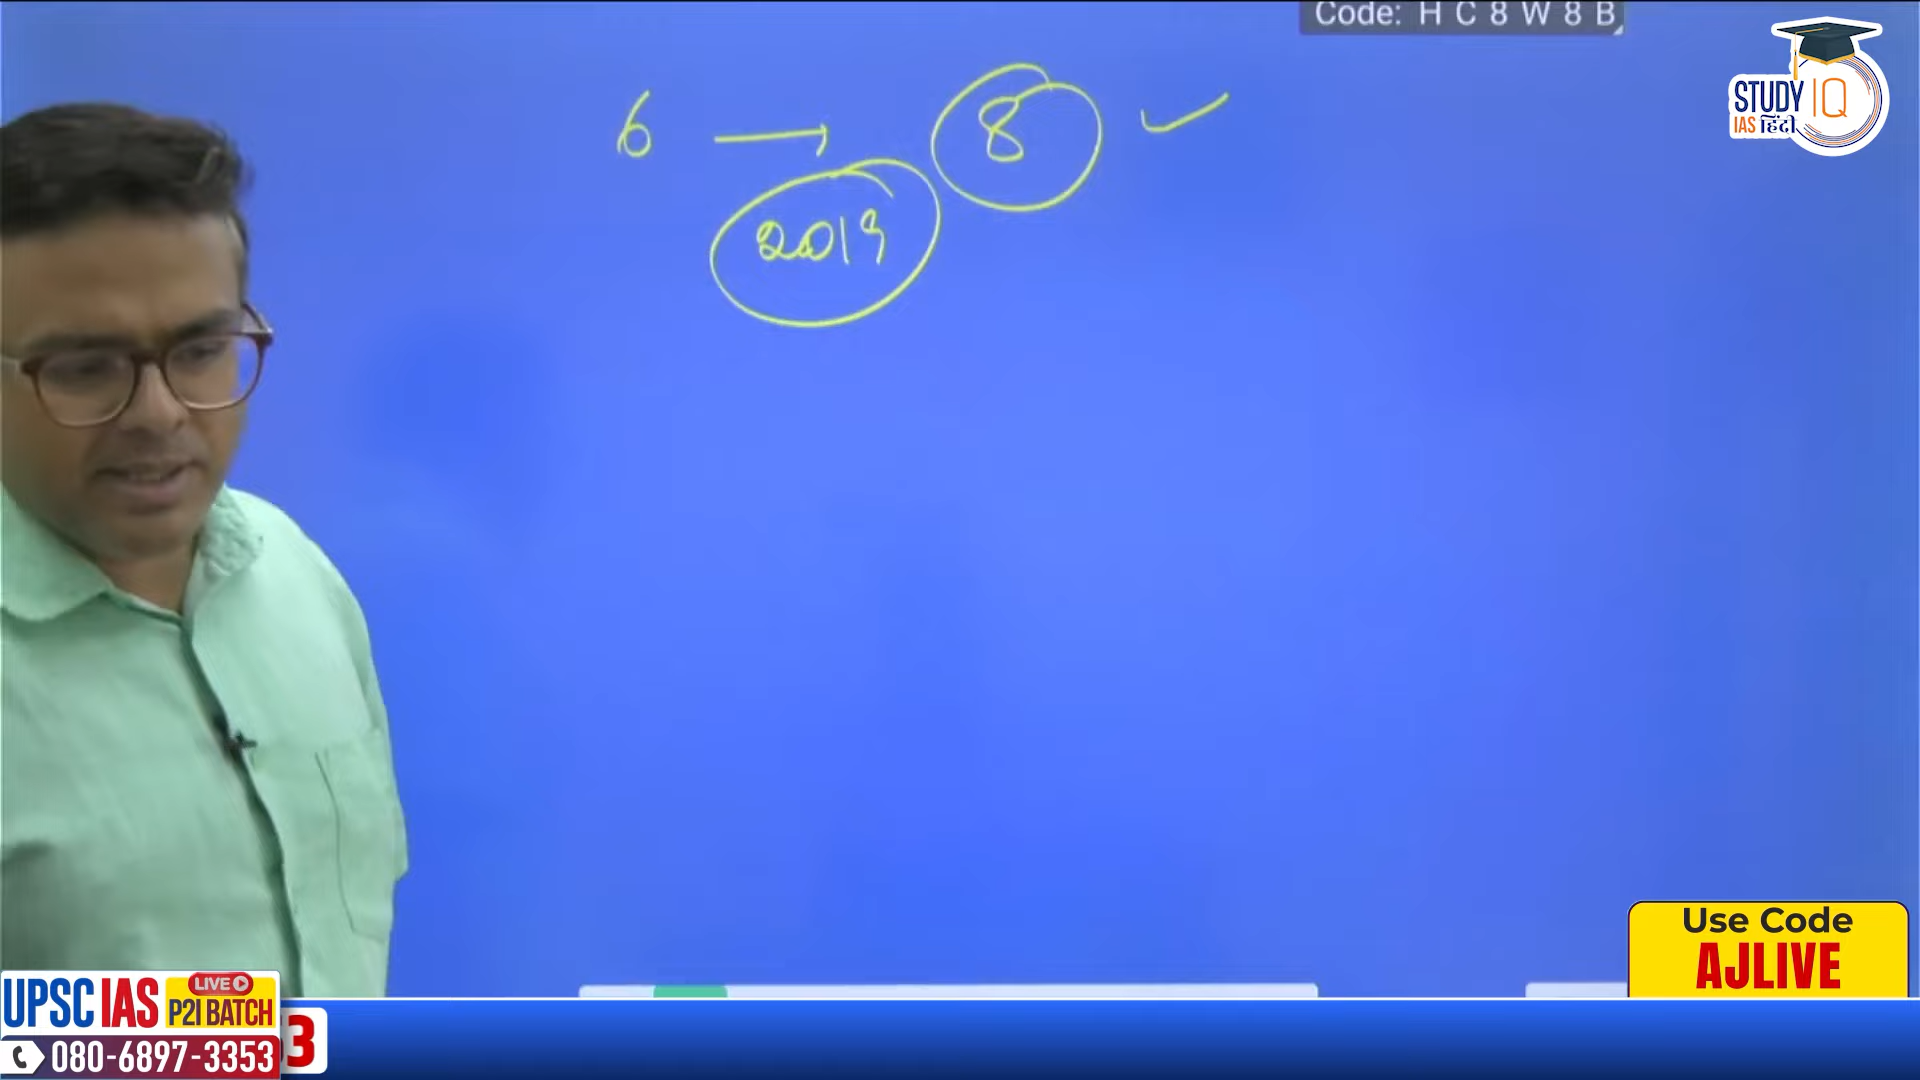 Code: H C 8 W 8 B
6 → 8 ✓
2019
STUDY IQ
IAS हिंदी
Use Code
AJLIVE
LIVE
UPSC IAS P2I BATCH
080-6897-3353
3